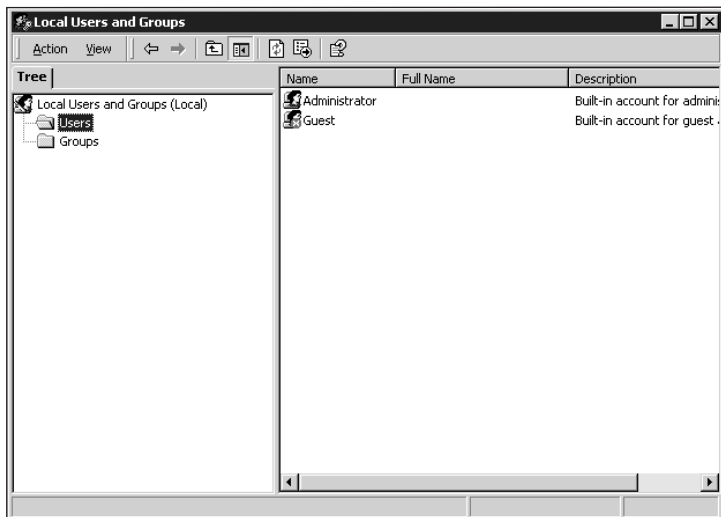 Local Users and Groups
Action View
Tree
Name Full Name Description
Local Users and Groups (Local)
Users
Groups
Administrator Built-in account for adminis
Guest Built-in account for guest